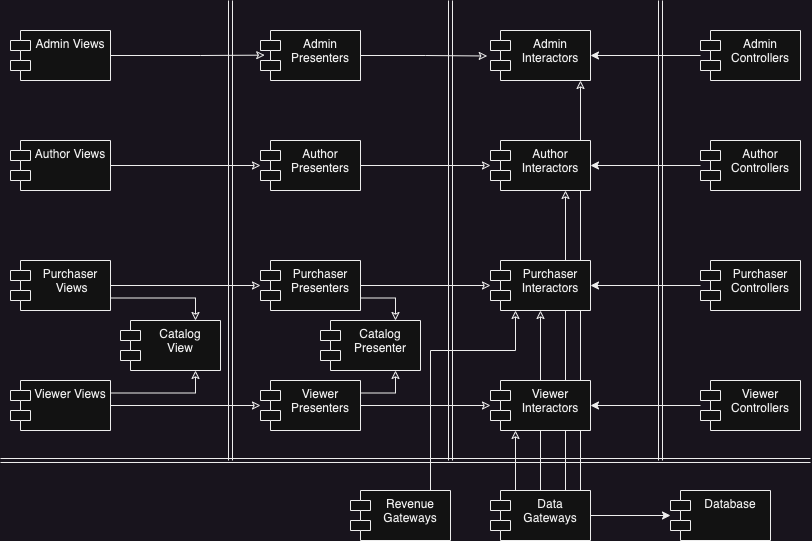 Admin Views
Admin
Presenters
Admin
Interactors
Admin
Controllers
Author Views
Author
Presenters
Author
Interactors
Author
Controllers
Purchaser
Views
Purchaser
Presenters
Purchaser
Interactors
Purchaser
Controllers
Catalog
View
Catalog
Presenter
Viewer Views
Viewer
Presenters
Viewer
Interactors
Viewer
Controllers
Revenue
Gateways
Data
Gateways
Database